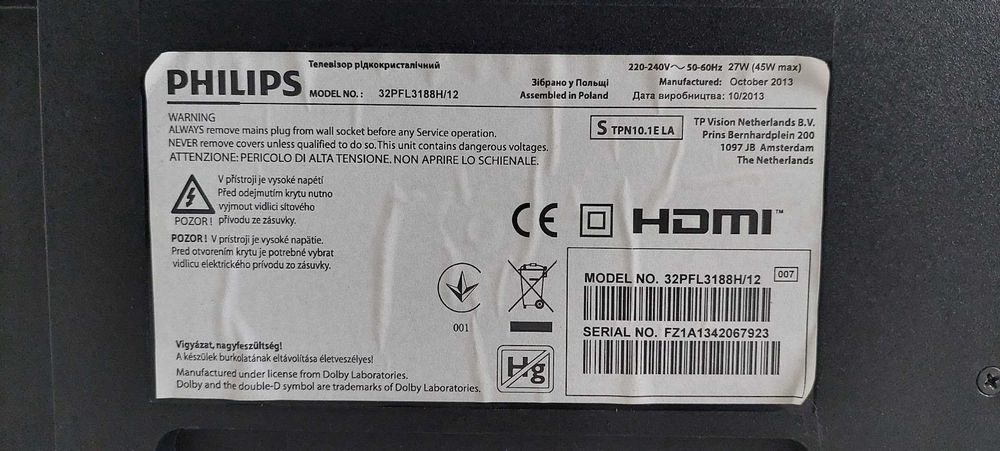 PHILIPS
Телевізор рідкокристалічний
MODEL NO. : 32PFL3188H/12
Зібрано у Польщі
Assembled in Poland
220-240V～ 50-60Hz 27W (45W max)
Manufactured: October 2013
Дата виробництва: 10/2013
WARNING
ALWAYS remove mains plug from wall socket before any Service operation.
NEVER remove covers unless qualified to do so. This unit contains dangerous voltages.
ATTENZIONE: PERICOLO DI ALTA TENSIONE. NON APRIRE LO SCHIENALE.
S TPN10.1E LA
TP Vision Netherlands B.V.
Prins Bernhardplein 200
1097 JB Amsterdam
The Netherlands
V přístroji je vysoké napětí
Před odejmutím krytu nutno
vyjmout vidlici síťového
POZOR ! přívodu ze zásuvky.
POZOR ! V prístroji je vysoké napätie.
Pred otvorením krytu je potrebné vybrat
vidlicu elektrického prívodu zo zásuvky.
CE
HDMI™
001
MODEL NO. 32PFL3188H/12
007
SERIAL NO. FZ1A1342067923
Vigyázat, nagyfeszültség!
A készülek burkolatának eltávolítása életveszélyes!
Manufactured under license from Dolby Laboratories.
Dolby and the double-D symbol are trademarks of Dolby Laboratories.
Hg